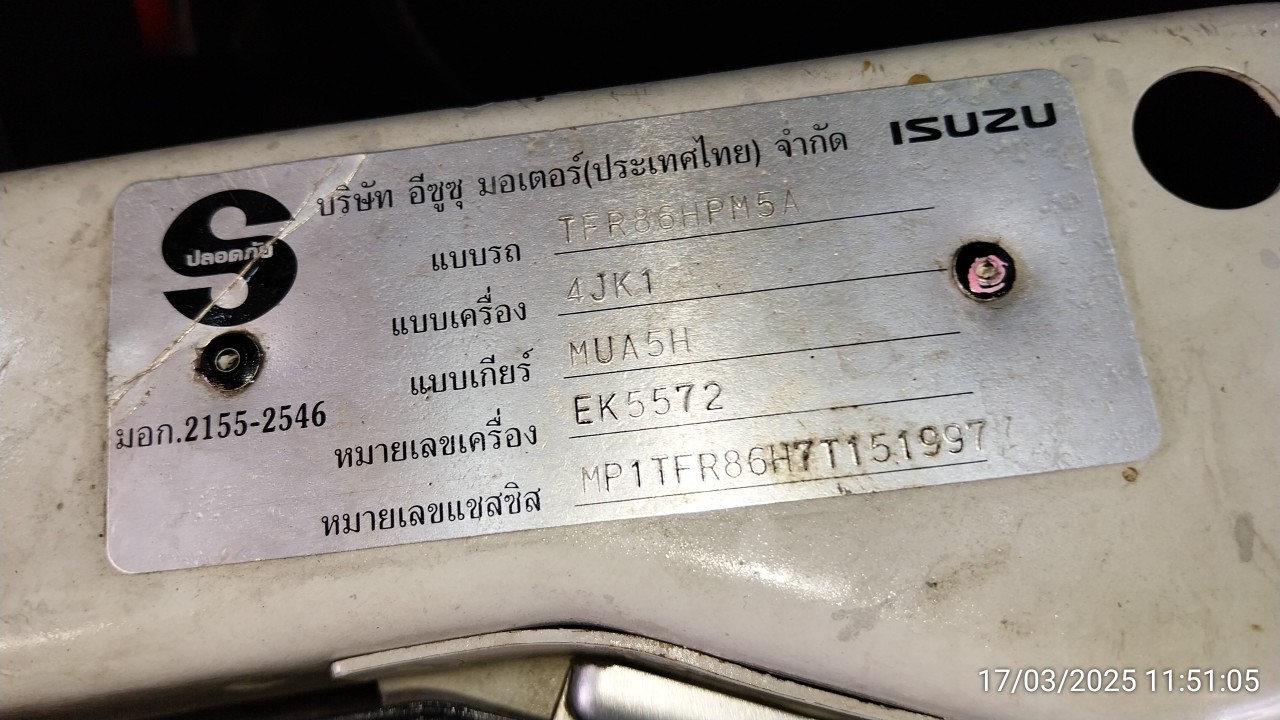 ISUZU
บริษัท อีซูซุ มอเตอร์(ประเทศไทย) จำกัด
ปลอดภัย
แบบรถ TFR86HPM5A
แบบเครื่อง 4JK1
แบบเกียร์ MUA5H
มอก.2155-2546
หมายเลขเครื่อง EK5572
หมายเลขแชสซิส MP1TFR86H7T151997
17/03/2025 11:51:05